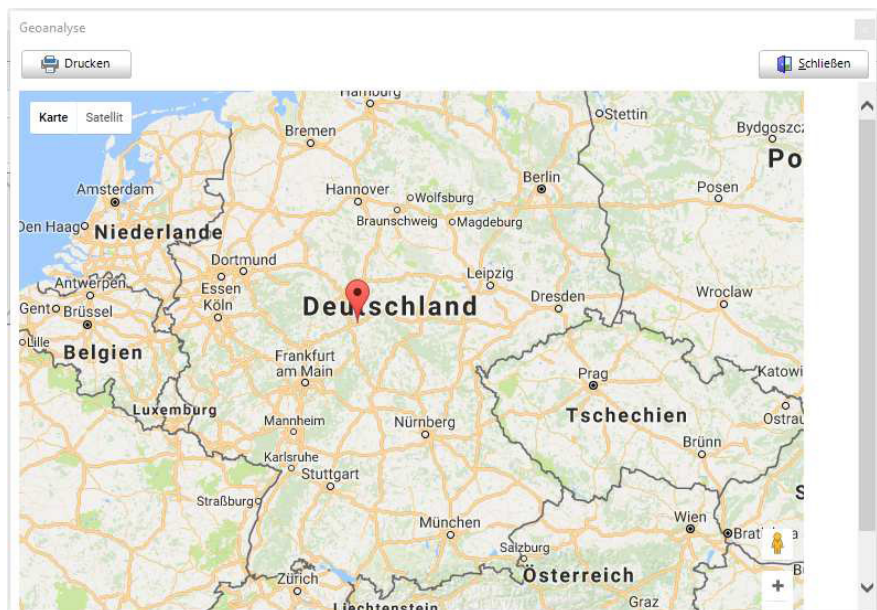 Geoanalyse
Drucken
Schließen
Karte
Satellit
Hamburg
Stettin
Bremen
Bydgoszcz
Po
Amsterdam
Hannover
Wolfsburg
Berlin
Posen
Braunschweig
Magdeburg
Den Haag
Niederlande
Dortmund
Leipzig
Antwerpen
Essen
Gent
Brüssel
Köln
Deutschland
Dresden
Wroclaw
Lille
Belgien
Frankfurt
am Main
Prag
Katowi
Luxemburg
Mannheim
Nürnberg
Tschechien
Ostrau
Brünn
Karlsruhe
Stuttgart
Straßburg
S
München
Wien
Salzburg
Zürich
Österreich
Graz
Liechtenstein